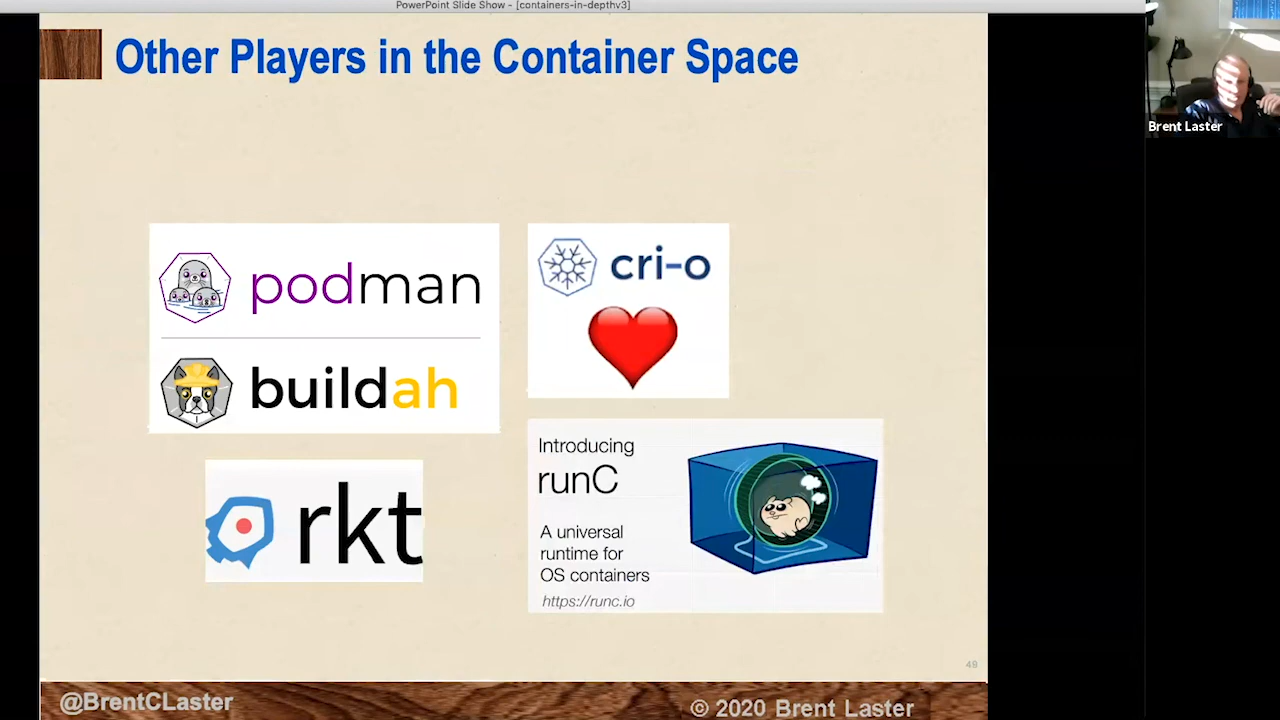 PowerPoint Slide Show - [containers-in-depthv3]
Other Players in the Container Space
Brent Laster
podman
buildah
cri-o
rkt
Introducing
runC
A universal
runtime for
OS containers
https://runc.io
49
@BrentCLaster
© 2020 Brent Laster